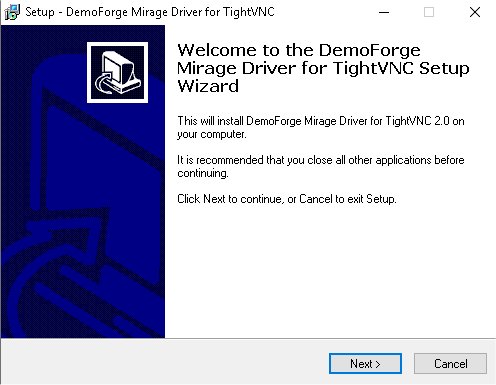 Setup - DemoForge Mirage Driver for TightVNC
Welcome to the DemoForge
Mirage Driver for TightVNC Setup
Wizard
This will install DemoForge Mirage Driver for TightVNC 2.0 on
your computer.
It is recommended that you close all other applications before
continuing.
Click Next to continue, or Cancel to exit Setup.
Next >
Cancel